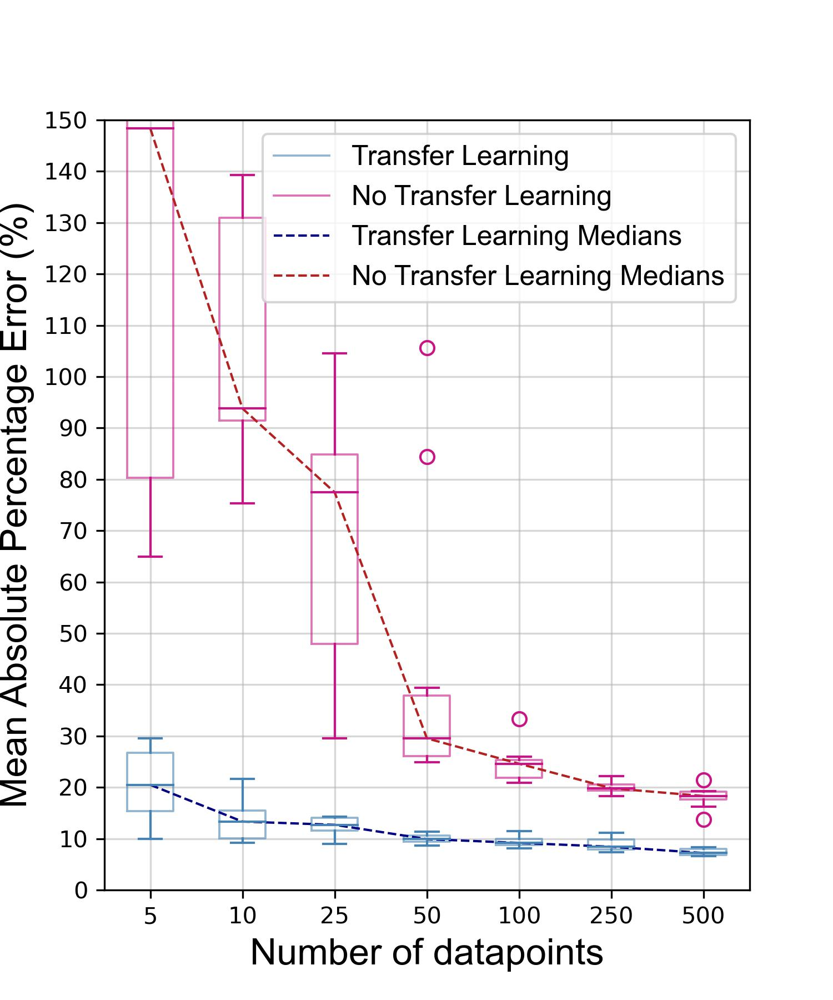 Mean Absolute Percentage Error (%)
150
140
130
120
110
100
90
80
70
60
50
40
30
20
10
0
Transfer Learning
No Transfer Learning
Transfer Learning Medians
No Transfer Learning Medians
5 10 25 50 100 250 500
Number of datapoints